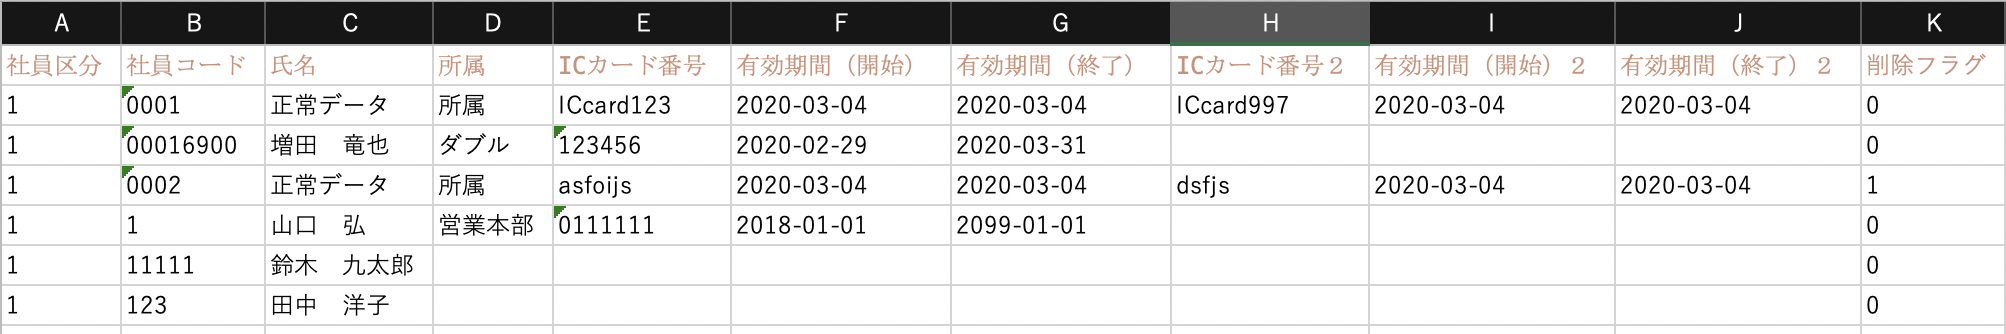 A B C D E F G H I J K
社員区分 社員コード 氏名 所属 ICカード番号 有効期間（開始） 有効期間（終了） ICカード番号２ 有効期間（開始）２ 有効期間（終了）２ 削除フラグ
1 0001 正常データ 所属 ICcard123 2020-03-04 2020-03-04 ICcard997 2020-03-04 2020-03-04 0
1 00016900 増田　竜也 ダブル 123456 2020-02-29 2020-03-31 0
1 0002 正常データ 所属 asfoijs 2020-03-04 2020-03-04 dsfjs 2020-03-04 2020-03-04 1
1 1 山口　弘 営業本部 0111111 2018-01-01 2099-01-01 0
1 11111 鈴木　九太郎 0
1 123 田中　洋子 0